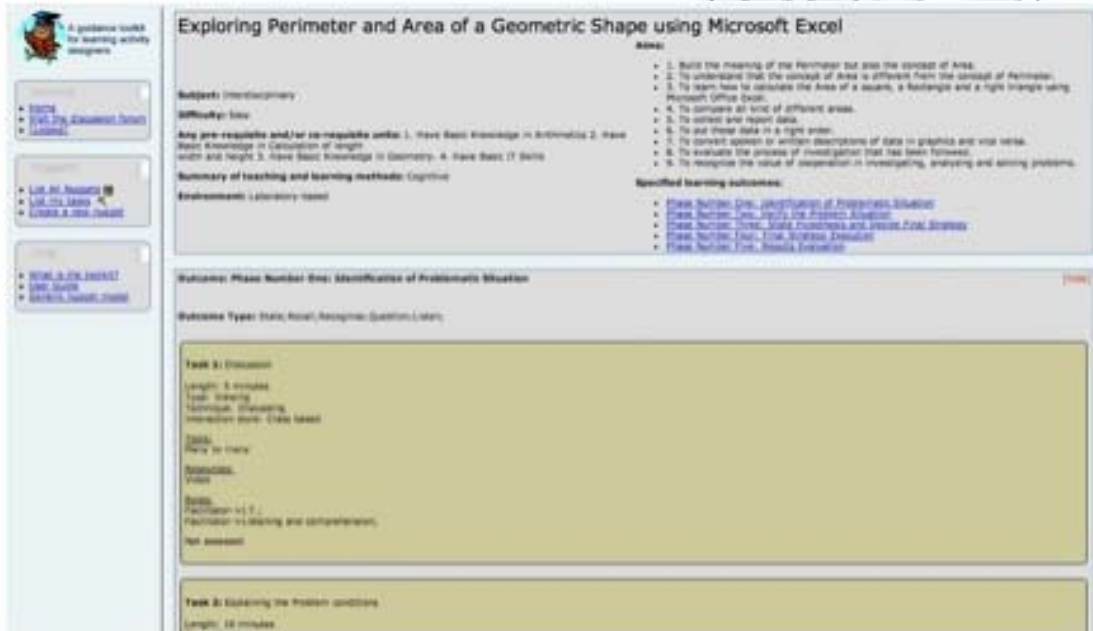 A guidance toolkit
for learning activity
designers
Home
Visit the discussion forum
List All Nuggets
List my tasks
Create a new nugget
What is the toolkit?
User Guide
Generic nugget model
Exploring Perimeter and Area of a Geometric Shape using Microsoft Excel
Subject: Interdisciplinary
Difficulty: Easy
Any pre-requisite and/or co-requisite units: 1. Have Basic Knowledge in Arithmetics 2. Have
Basic Knowledge in Calculation of length
width and height 3. Have Basic Knowledge in Geometry. 4. Have Basic IT Skills
Summary of teaching and learning methods: Cognitive
Environment: Laboratory based
Aims:
1. Build the meaning of the Perimeter but also the concept of Area.
2. To understand that the concept of Area is different from the concept of Perimeter.
3. To learn how to calculate the Area of a square, a Rectangle and a right triangle using
Microsoft Office Excel.
4. To compare all kind of different areas.
5. To collect and report data.
6. To put these data in a right order.
7. To convert spoken or written descriptions of data in graphics and vice versa.
8. To evaluate the process of investigation that has been followed.
9. To recognize the value of cooperation in investigating, analysing and solving problems.
Specified learning outcomes:
Phase Number One: Identification of Problematic Situation
Phase Number Two: Verify the Problem Situation
Phase Number Three: State Hypothesis and Decide Final Strategy
Phase Number Four: Final Strategy Execution
Phase Number Five: Results Evaluation
Outcome: Phase Number One: Identification of Problematic Situation
[hide]
Outcome Type: State;Recall;Recognise;Question;Listen;
Task 1: Discussion
Length: 5 minutes
Type: Viewing
Technique: Discussing
Interaction style: Class based
Tools:
Many to many
Resources:
Video
Roles:
Facilitator->I.T.;
Facilitator->Listening and comprehension;
Not assessed
Task 2: Explaining the Problem conditions
Length: 10 minutes